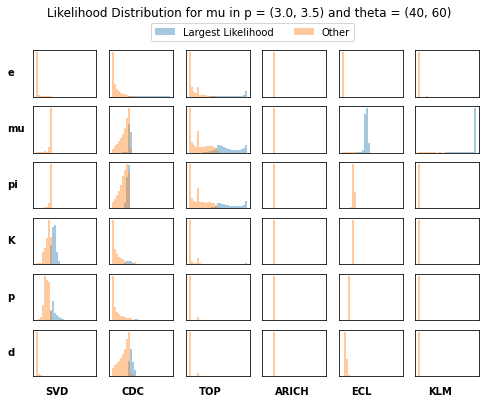 Likelihood Distribution for mu in p = (3.0, 3.5) and theta = (40, 60)
Largest Likelihood Other
e
mu
pi
K
p
d
SVD CDC TOP ARICH ECL KLM